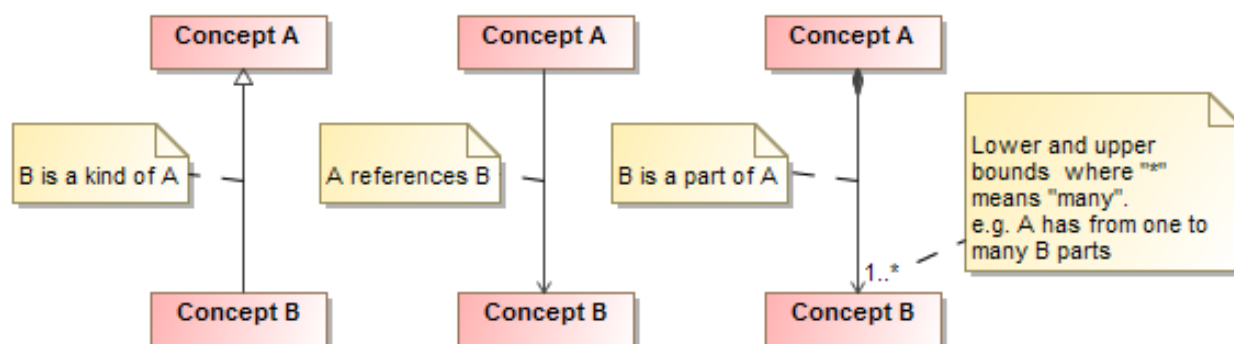 Concept A
Concept A
Concept A
B is a kind of A
A references B
B is a part of A
Lower and upper
bounds where "*"
means "many".
e.g. A has from one to
many B parts
1..*
Concept B
Concept B
Concept B